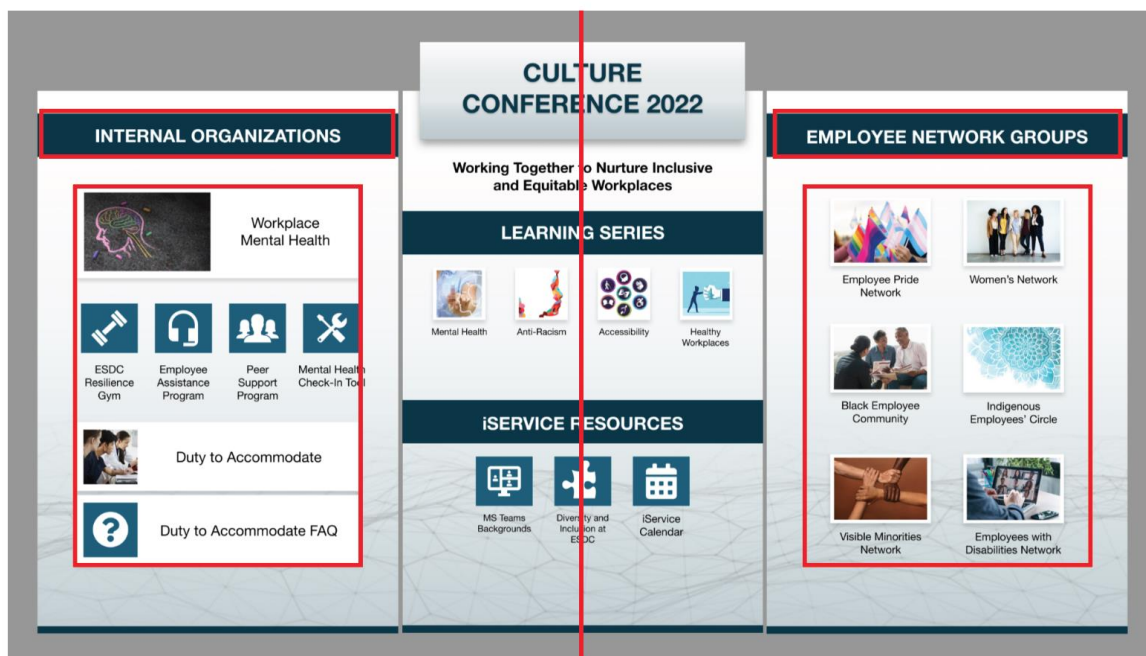 CULTURE
CONFERENCE 2022
INTERNAL ORGANIZATIONS
Workplace
Mental Health
ESDC
Resilience
Gym
Employee
Assistance
Program
Peer
Support
Program
Mental Health
Check-In Tool
Duty to Accommodate
Duty to Accommodate FAQ
Working Together to Nurture Inclusive
and Equitable Workplaces
LEARNING SERIES
Mental Health
Anti-Racism
Accessibility
Healthy
Workplaces
iSERVICE RESOURCES
MS Teams
Backgrounds
Diversity and
Inclusion at
ESDC
iService
Calendar
EMPLOYEE NETWORK GROUPS
Employee Pride
Network
Women's Network
Black Employee
Community
Indigenous
Employees' Circle
Visible Minorities
Network
Employees with
Disabilities Network